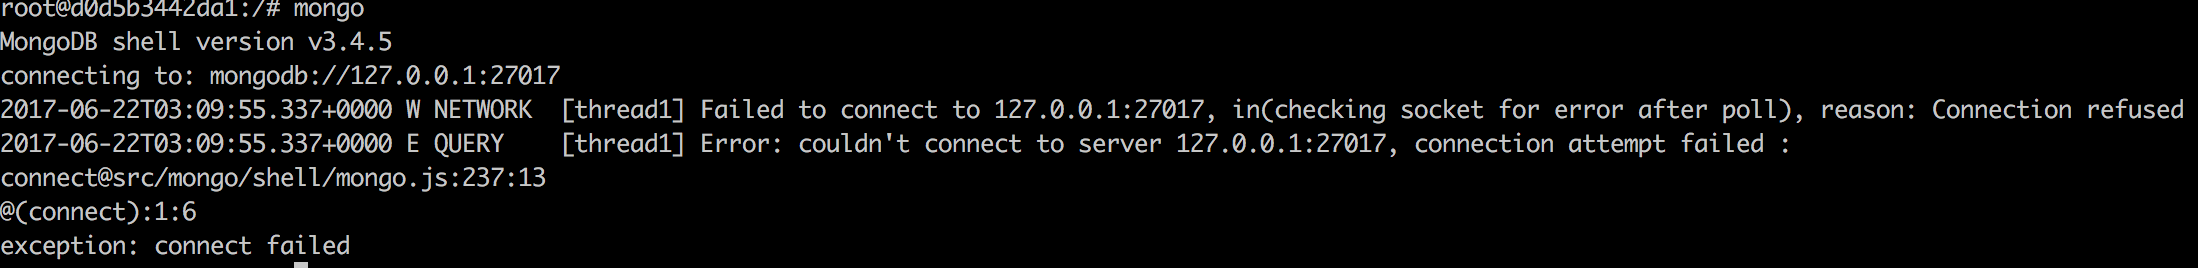 root@d0d5b3442da1:/# mongo
MongoDB shell version v3.4.5
connecting to: mongodb://127.0.0.1:27017
2017-06-22T03:09:55.337+0000 W NETWORK  [thread1] Failed to connect to 127.0.0.1:27017, in(checking socket for error after poll), reason: Connection refused
2017-06-22T03:09:55.337+0000 E QUERY    [thread1] Error: couldn't connect to server 127.0.0.1:27017, connection attempt failed :
connect@src/mongo/shell/mongo.js:237:13
@(connect):1:6
exception: connect failed